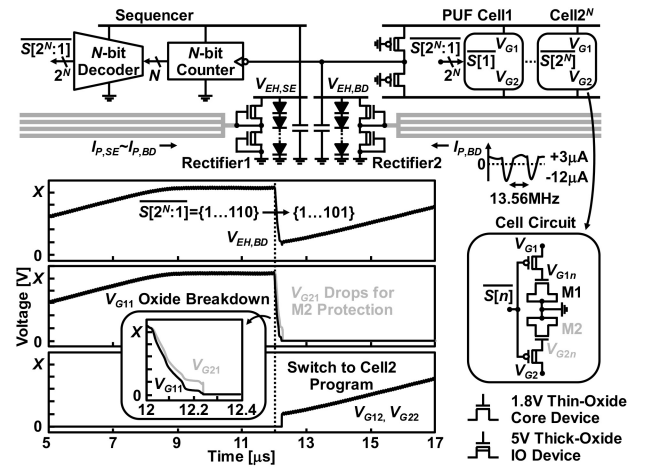 Sequencer
PUF Cell1 Cell2^N
S[2^N:1]
2^N
N-bit Decoder
N
N-bit Counter
S[2^N:1]
2^N
V_G1
S[1]
V_G2
...
V_G1
S[2^N]
V_G2
V_EH,SE
V_EH,BD
I_P,SE~I_P,BD
Rectifier1
Rectifier2
I_P,BD
0
+3μA
-12μA
13.56MHz
Cell Circuit
V_G1
V_G1n
S[n]
M1
M2
V_G2n
V_G2
1.8V Thin-Oxide
Core Device
5V Thick-Oxide
IO Device
Voltage [V]
X
0
S[2^N:1]={1...110} → {1...101}
V_EH,BD
X
0
V_G11 Oxide Breakdown
V_G21 Drops for
M2 Protection
X
0
V_G21
V_G11
12 12.2 12.4
X
0
Switch to Cell2
Program
V_G12, V_G22
5 7 9 11 13 15 17
Time [μs]